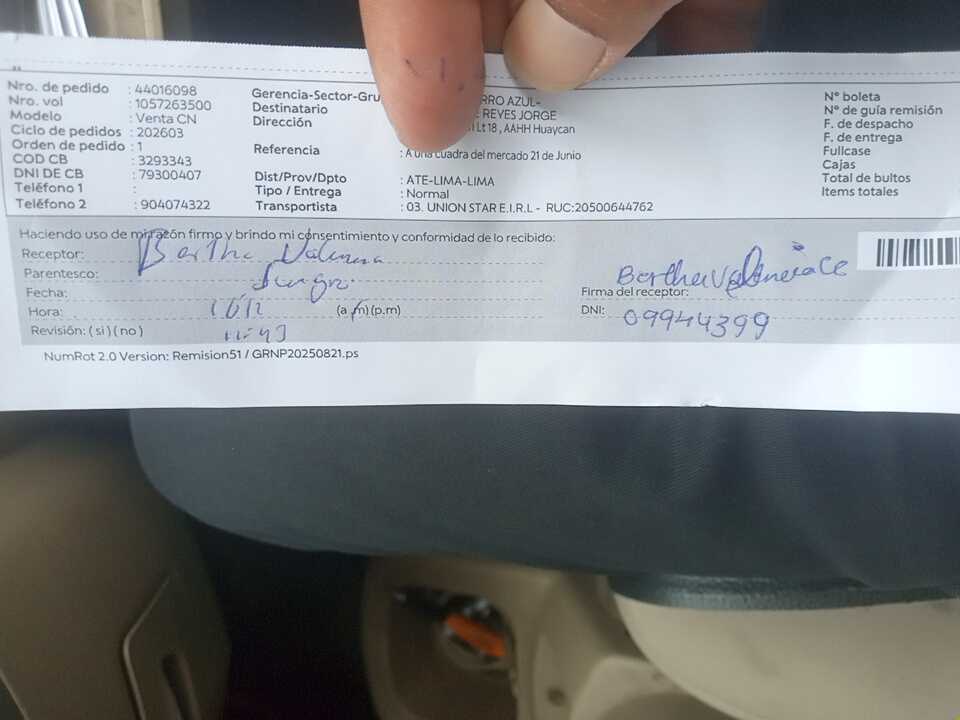 Nro. de pedido : 44016098
Nro. vol : 1057263500
Modelo : Venta CN
Ciclo de pedidos : 202603
Orden de pedido : 1
COD CB : 3293343
DNI DE CB : 79300407
Teléfono 1 :
Teléfono 2 : 904074322
Gerencia-Sector-Gru RRO AZUL-
Destinatario REYES JORGE
Dirección Lt 18 , AAHH Huaycan
Referencia : A una cuadra del mercado 21 de Junio
Dist/Prov/Dpto : ATE-LIMA-LIMA
Tipo / Entrega : Normal
Transportista : 03. UNION STAR E.I.R.L - RUC:20500644762
N° boleta
N° de guía remisión
F. de despacho
F. de entrega
Fullcase
Cajas
Total de bultos
Items totales
Haciendo uso de mi razón firmo y brindo mi consentimiento y conformidad de lo recibido:
Receptor:
Parentesco:
Fecha:
Hora: (a.m)(p.m)
Revisión: ( si ) ( no )
Firma del receptor:
DNI: 09944399
NumRot 2.0 Version: Remision51 / GRNP20250821.ps